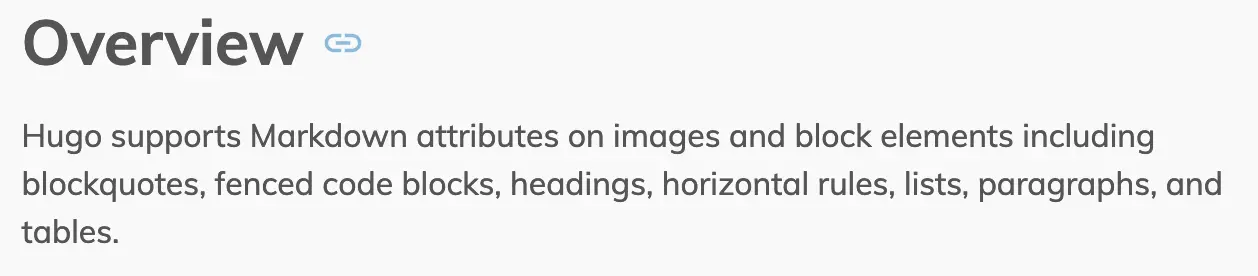 Overview
Hugo supports Markdown attributes on images and block elements including
blockquotes, fenced code blocks, headings, horizontal rules, lists, paragraphs, and
tables.